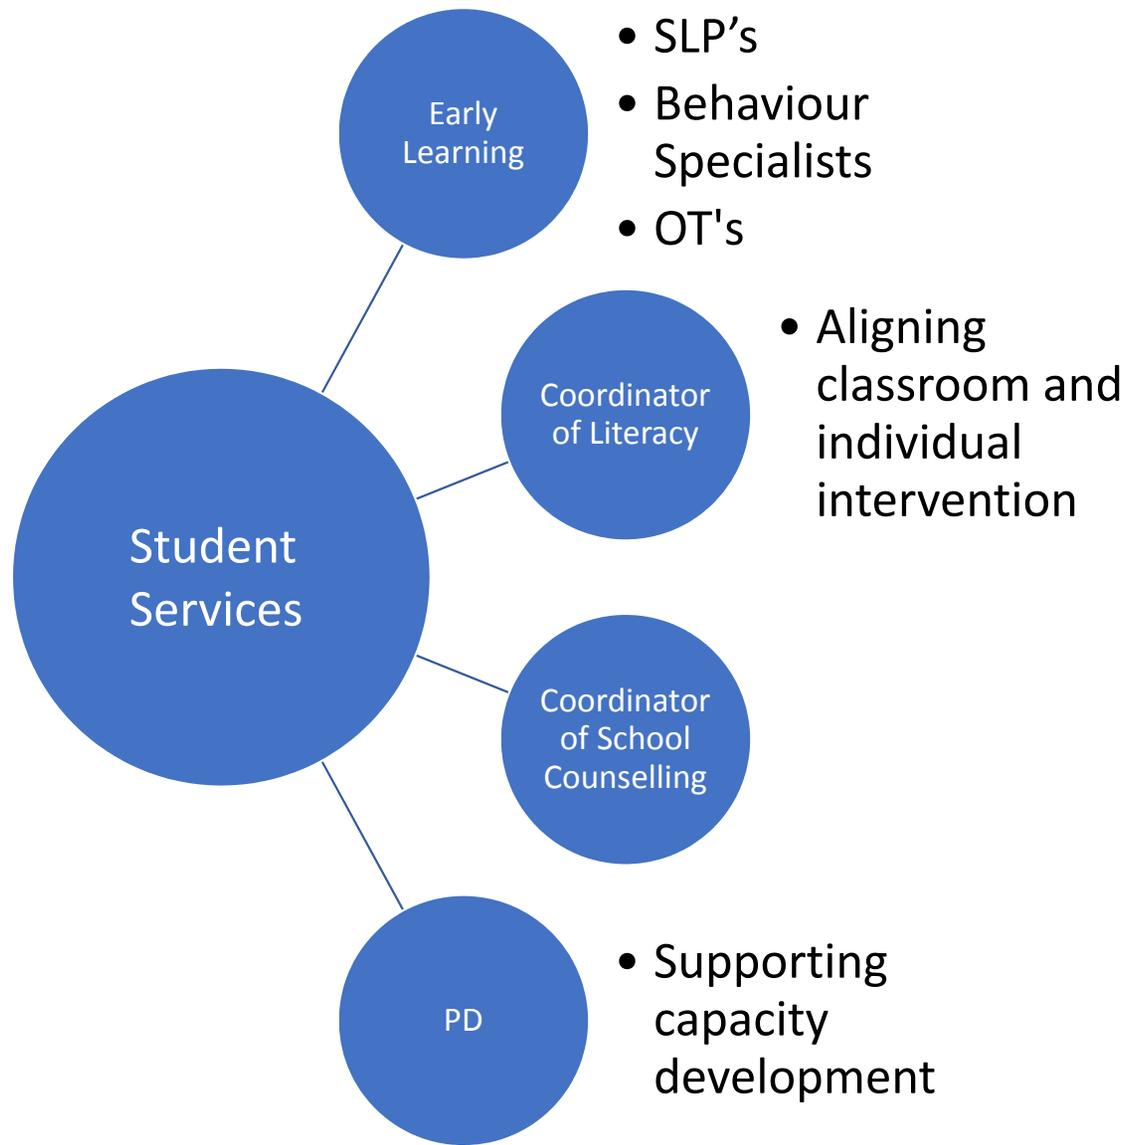 Early
Learning
• SLP’s
• Behaviour
Specialists
• OT's
Coordinator
of Literacy
• Aligning
classroom and
individual
intervention
Student
Services
Coordinator
of School
Counselling
PD
• Supporting
capacity
development